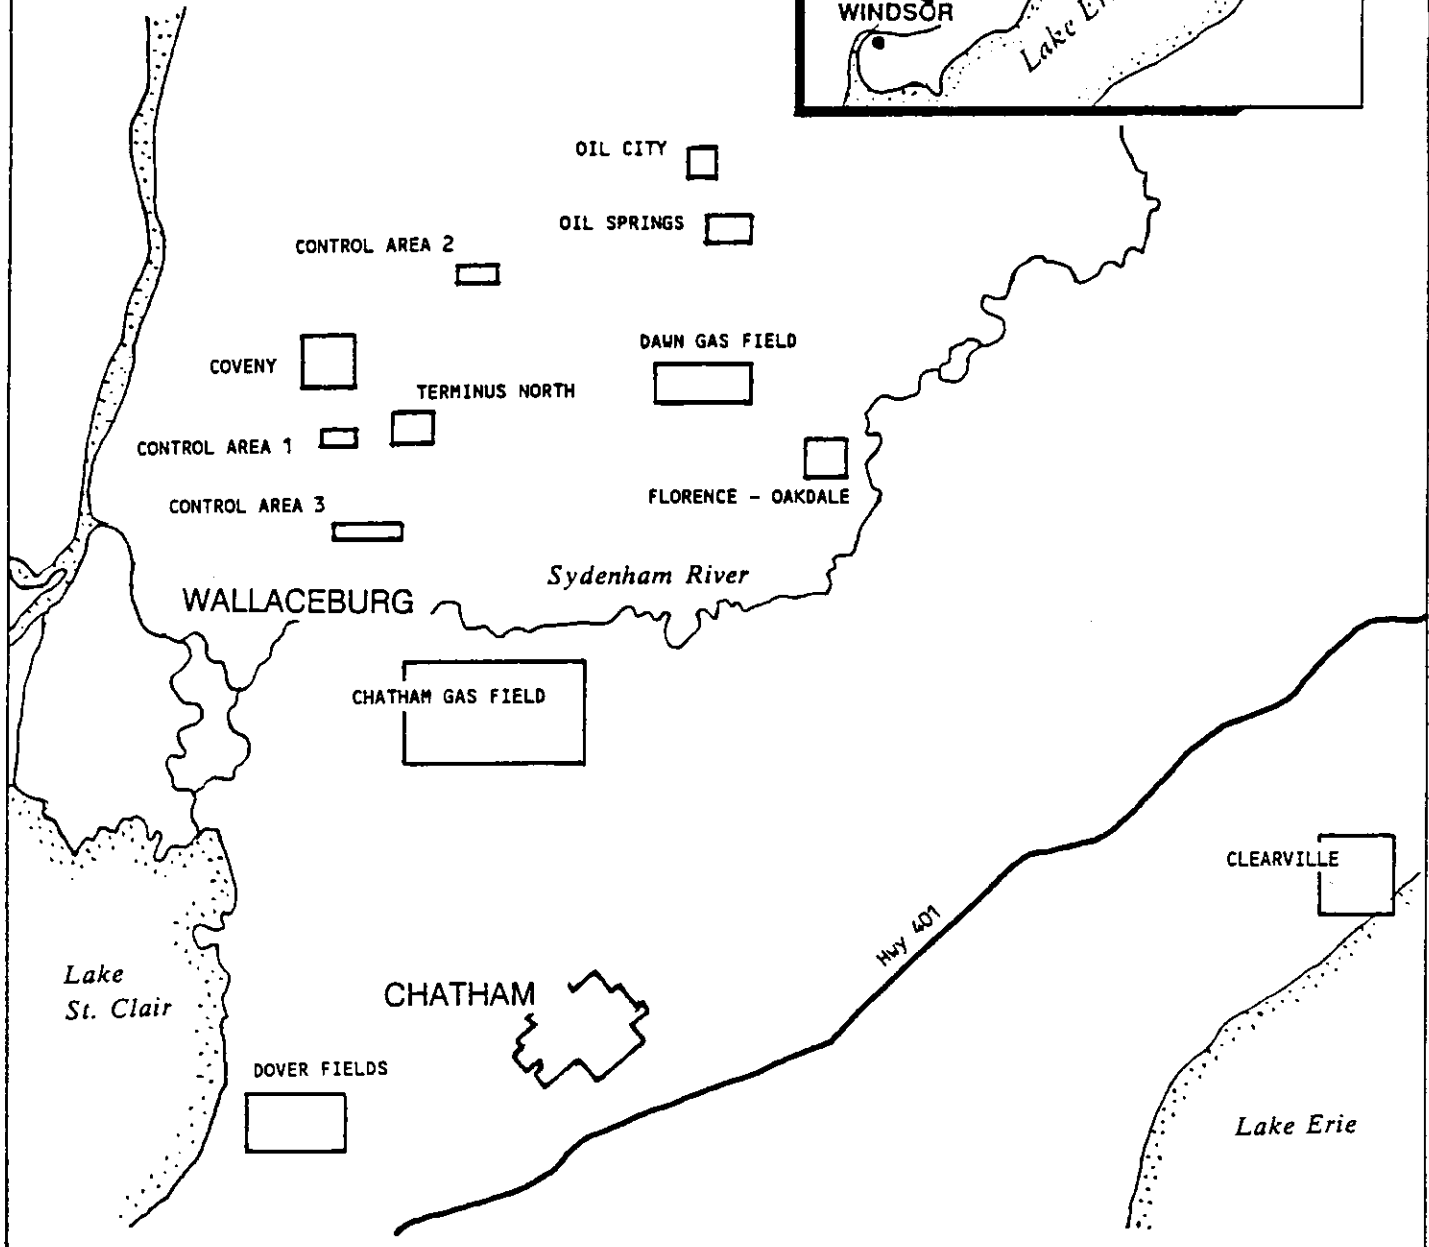 WINDSOR
Lake Er
OIL CITY
OIL SPRINGS
CONTROL AREA 2
DAWN GAS FIELD
COVENY
TERMINUS NORTH
CONTROL AREA 1
FLORENCE - OAKDALE
CONTROL AREA 3
Sydenham River
WALLACEBURG
CHATHAM GAS FIELD
CLEARVILLE
Hwy 401
Lake
St. Clair
CHATHAM
DOVER FIELDS
Lake Erie